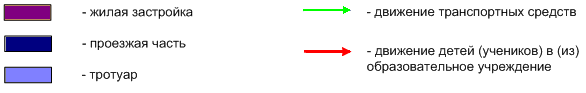 - жилая застройка
- проезжая часть
- тротуар
- движение транспортных средств
- движение детей (учеников) в (из)
образовательное учреждение